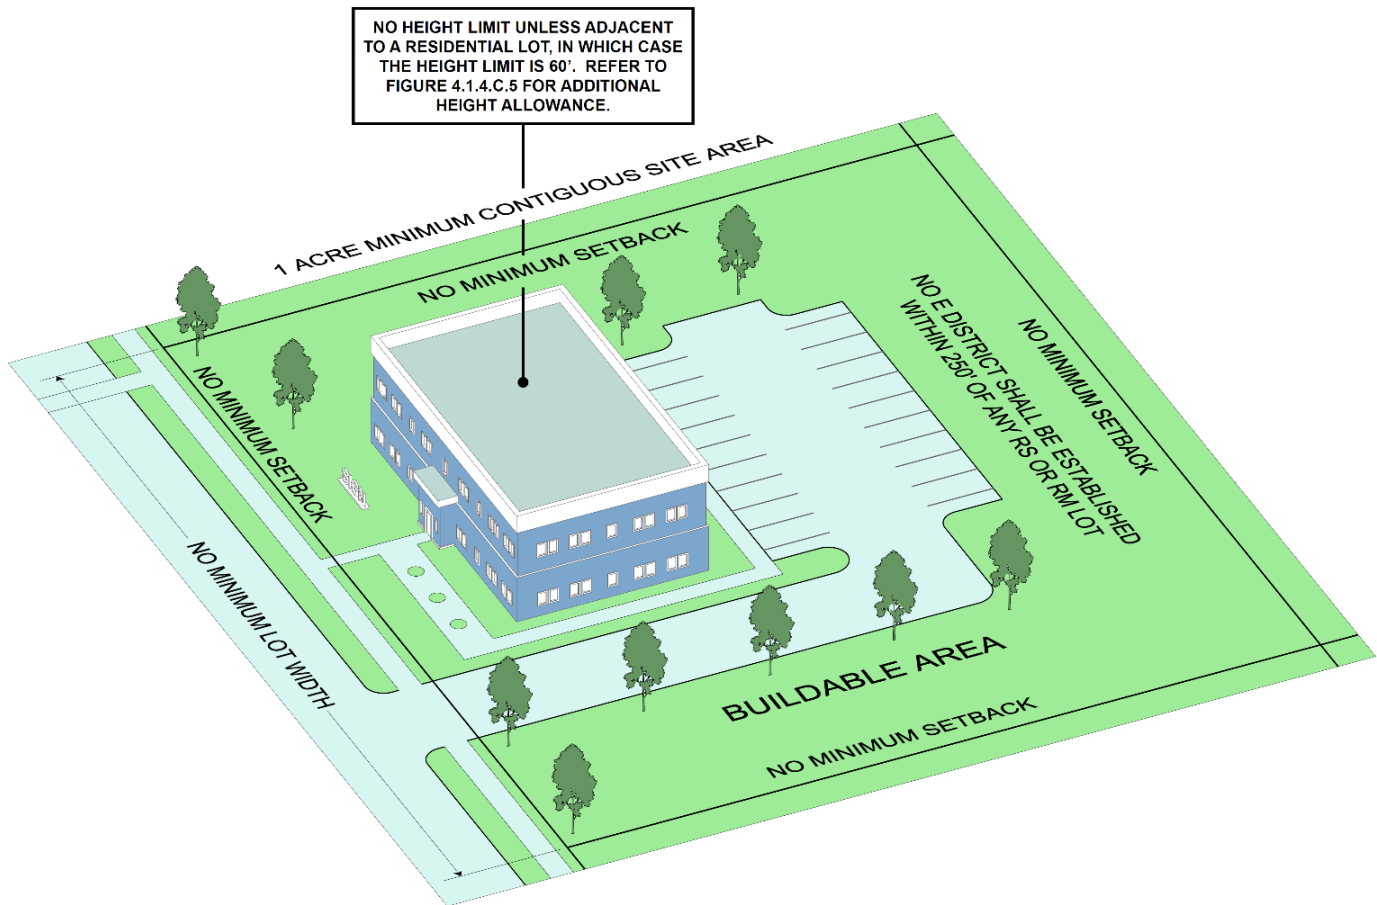 NO HEIGHT LIMIT UNLESS ADJACENT
TO A RESIDENTIAL LOT, IN WHICH CASE
THE HEIGHT LIMIT IS 60'. REFER TO
FIGURE 4.1.4.C.5 FOR ADDITIONAL
HEIGHT ALLOWANCE.
1 ACRE MINIMUM CONTIGUOUS SITE AREA
NO MINIMUM SETBACK
NO E DISTRICT SHALL BE ESTABLISHED
WITHIN 250' OF ANY RS OR RM LOT
NO MINIMUM SETBACK
NO MINIMUM SETBACK
SIGN
NO MINIMUM LOT WIDTH
BUILDABLE AREA
NO MINIMUM SETBACK